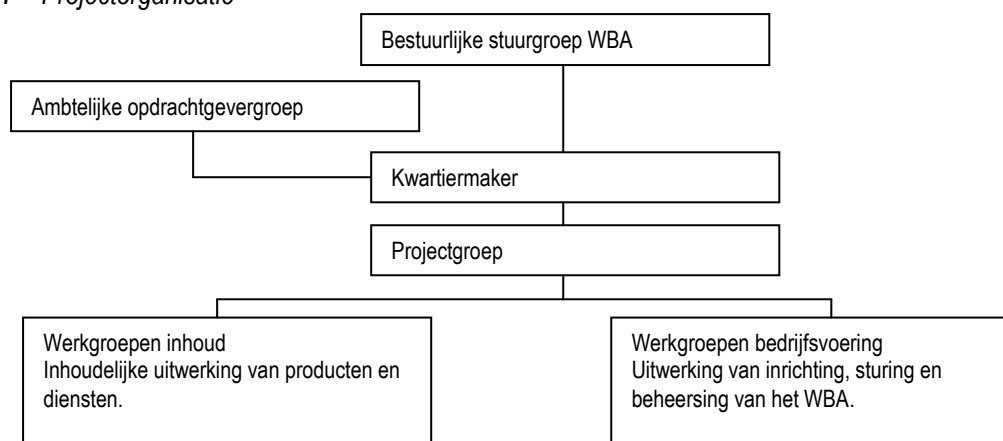 Projectorganisatie
Bestuurlijke stuurgroep WBA
Ambtelijke opdrachtgevergroep
Kwartiermaker
Projectgroep
Werkgroepen inhoud
Inhoudelijke uitwerking van producten en
diensten.
Werkgroepen bedrijfsvoering
Uitwerking van inrichting, sturing en
beheersing van het WBA.